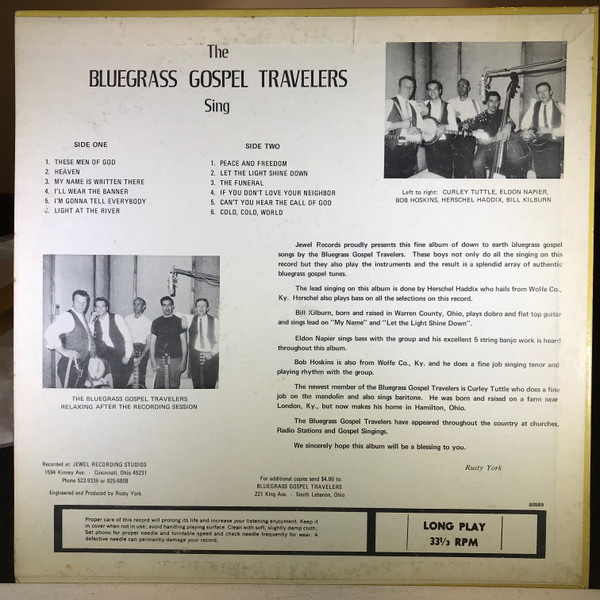 The
BLUEGRASS GOSPEL TRAVELERS
Sing
SIDE ONE
1. THESE MEN OF GOD
2. HEAVEN
3. MY NAME IS WRITTEN THERE
4. I'LL WEAR THE BANNER
5. I'M GONNA TELL EVERYBODY
6. LIGHT AT THE RIVER
SIDE TWO
1. PEACE AND FREEDOM
2. LET THE LIGHT SHINE DOWN
3. THE FUNERAL
4. IF YOU DON'T LOVE YOUR NEIGHBOR
5. CAN'T YOU HEAR THE CALL OF GOD
6. COLD, COLD, WORLD
Left to right: CURLEY TUTTLE, ELDON NAPIER,
BOB HOSKINS, HERSCHEL HADDIX, BILL KILBURN
Jewel Records proudly presents this fine album of down to earth bluegrass gospel
songs by the Bluegrass Gospel Travelers. These boys not only do all the singing on this
record but they also play the instruments and the result is a splendid array of authentic
bluegrass gospel tunes.
The lead singing on this album is done by Herschel Haddix who hails from Wolfe Co.,
Ky. Herschel also plays bass on all the selections on this record.
Bill Kilburn, born and raised in Warren County, Ohio, plays dobro and flat top guitar
and sings lead on "My Name" and "Let the Light Shine Down".
Eldon Napier sings bass with the group and his excellent 5 string banjo work is heard
throughout this album.
Bob Hoskins is also from Wolfe Co., Ky. and he does a fine job singing tenor and
playing rhythm with the group.
The newest member of the Bluegrass Gospel Travelers is Curley Tuttle who does a fine
job on the mandolin and also sings baritone. He was born and raised on a farm near
London, Ky., but now makes his home in Hamilton, Ohio.
The Bluegrass Gospel Travelers have appeared throughout the country at churches,
Radio Stations and Gospel Singings.
We sincerely hope this album will be a blessing to you.
Rusty York
THE BLUEGRASS GOSPEL TRAVELERS
RELAXING AFTER THE RECORDING SESSION
Recorded at: JEWEL RECORDING STUDIOS
1594 Kinney Ave. - Cincinnati, Ohio 45231
Phone 522-9336 or 825-6808
Engineered and Produced by Rusty York
For additional copies send $4.00 to:
BLUEGRASS GOSPEL TRAVELERS
221 King Ave. - South Lebanon, Ohio
Proper care of this record will prolong its life and increase your listening enjoyment. Keep it
in cover when not in use; avoid handling playing surface. Clean with soft, slightly damp cloth;
Set phono for proper needle and turntable speed and check needle frequently for wear. A
defective needle can permanently damage your record.
LONG PLAY
33⅓ RPM